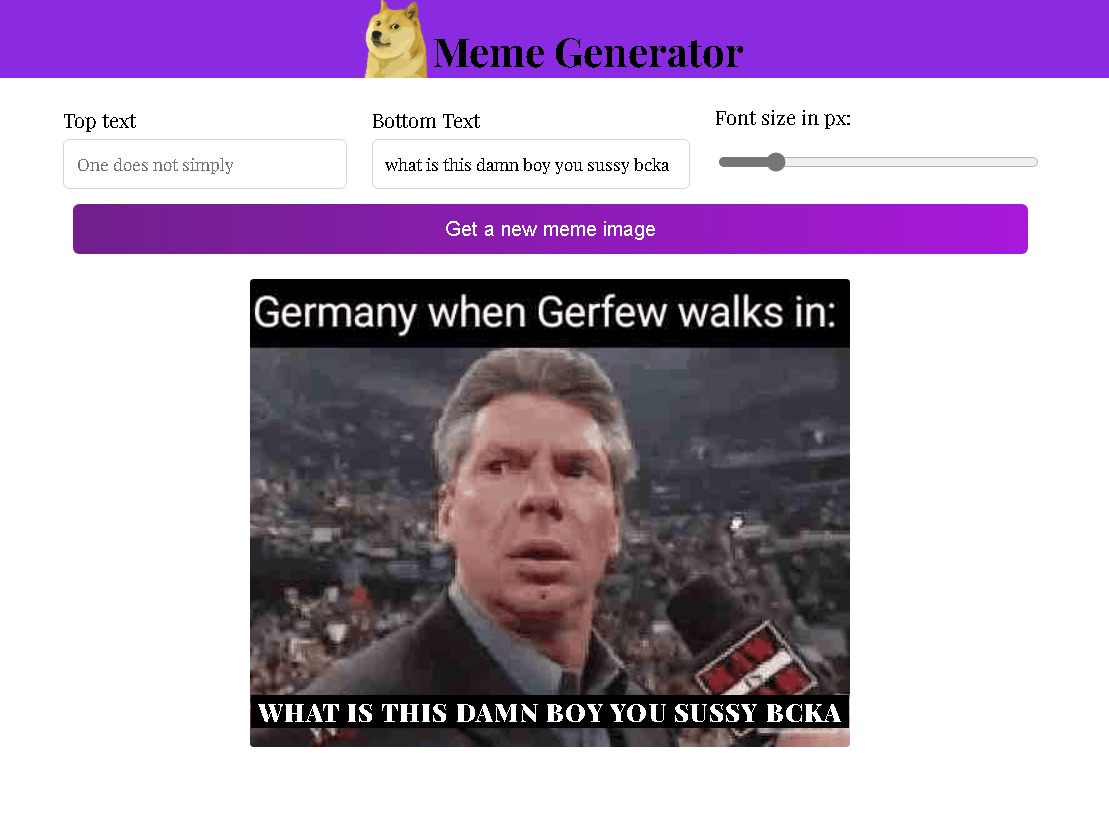 Meme Generator
Top text
Bottom Text
Font size in px:
One does not simply
what is this damn boy you sussy bcka
Get a new meme image
Germany when Gerfew walks in:
WHAT IS THIS DAMN BOY YOU SUSSY BCKA